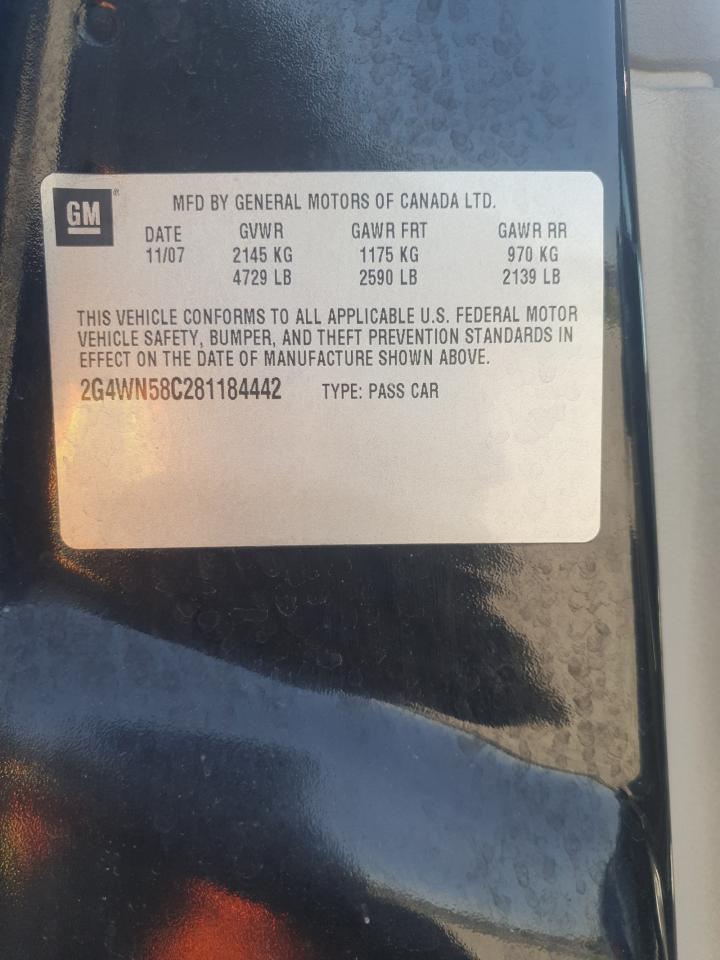 GM®
MFD BY GENERAL MOTORS OF CANADA LTD.
DATE GVWR GAWR FRT GAWR RR
11/07 2145 KG 1175 KG 970 KG
4729 LB 2590 LB 2139 LB
THIS VEHICLE CONFORMS TO ALL APPLICABLE U.S. FEDERAL MOTOR
VEHICLE SAFETY, BUMPER, AND THEFT PREVENTION STANDARDS IN
EFFECT ON THE DATE OF MANUFACTURE SHOWN ABOVE.
2G4WN58C281184442 TYPE: PASS CAR